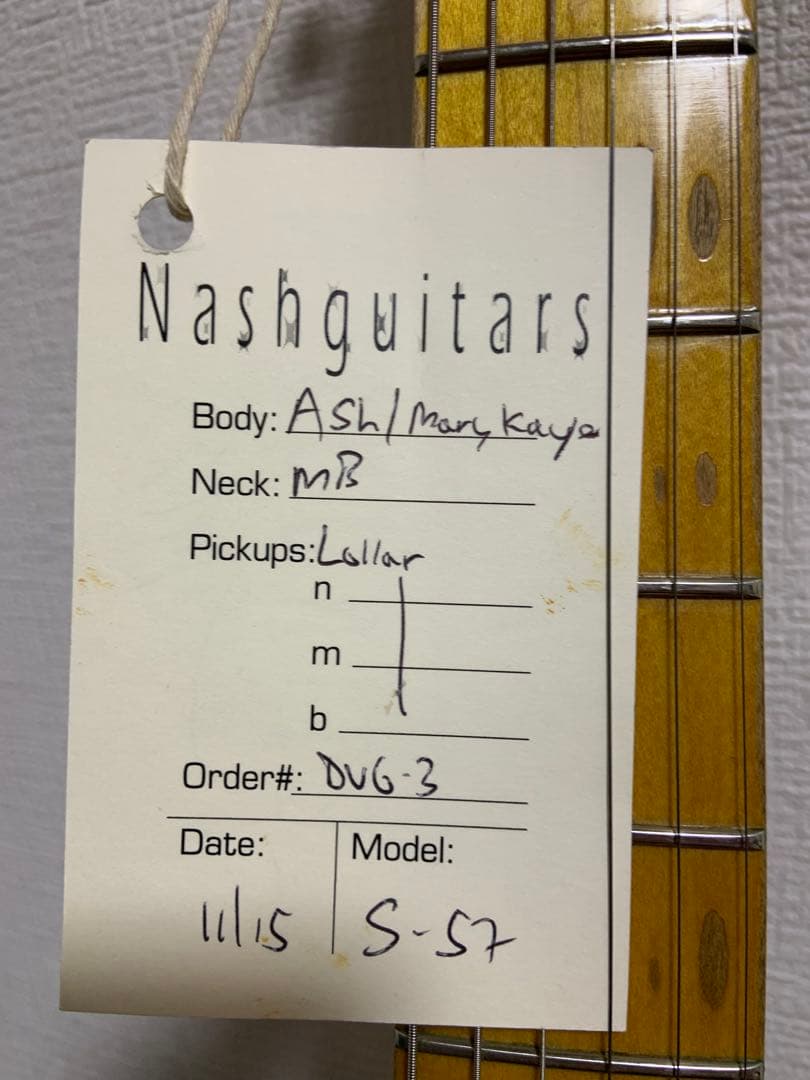 Nashguitars
Body: Ash/Mary Kaye
Neck: MB
Pickups: Lollar
n
m
b
Order#: DVG-3
Date: Model:
11/15 S-57